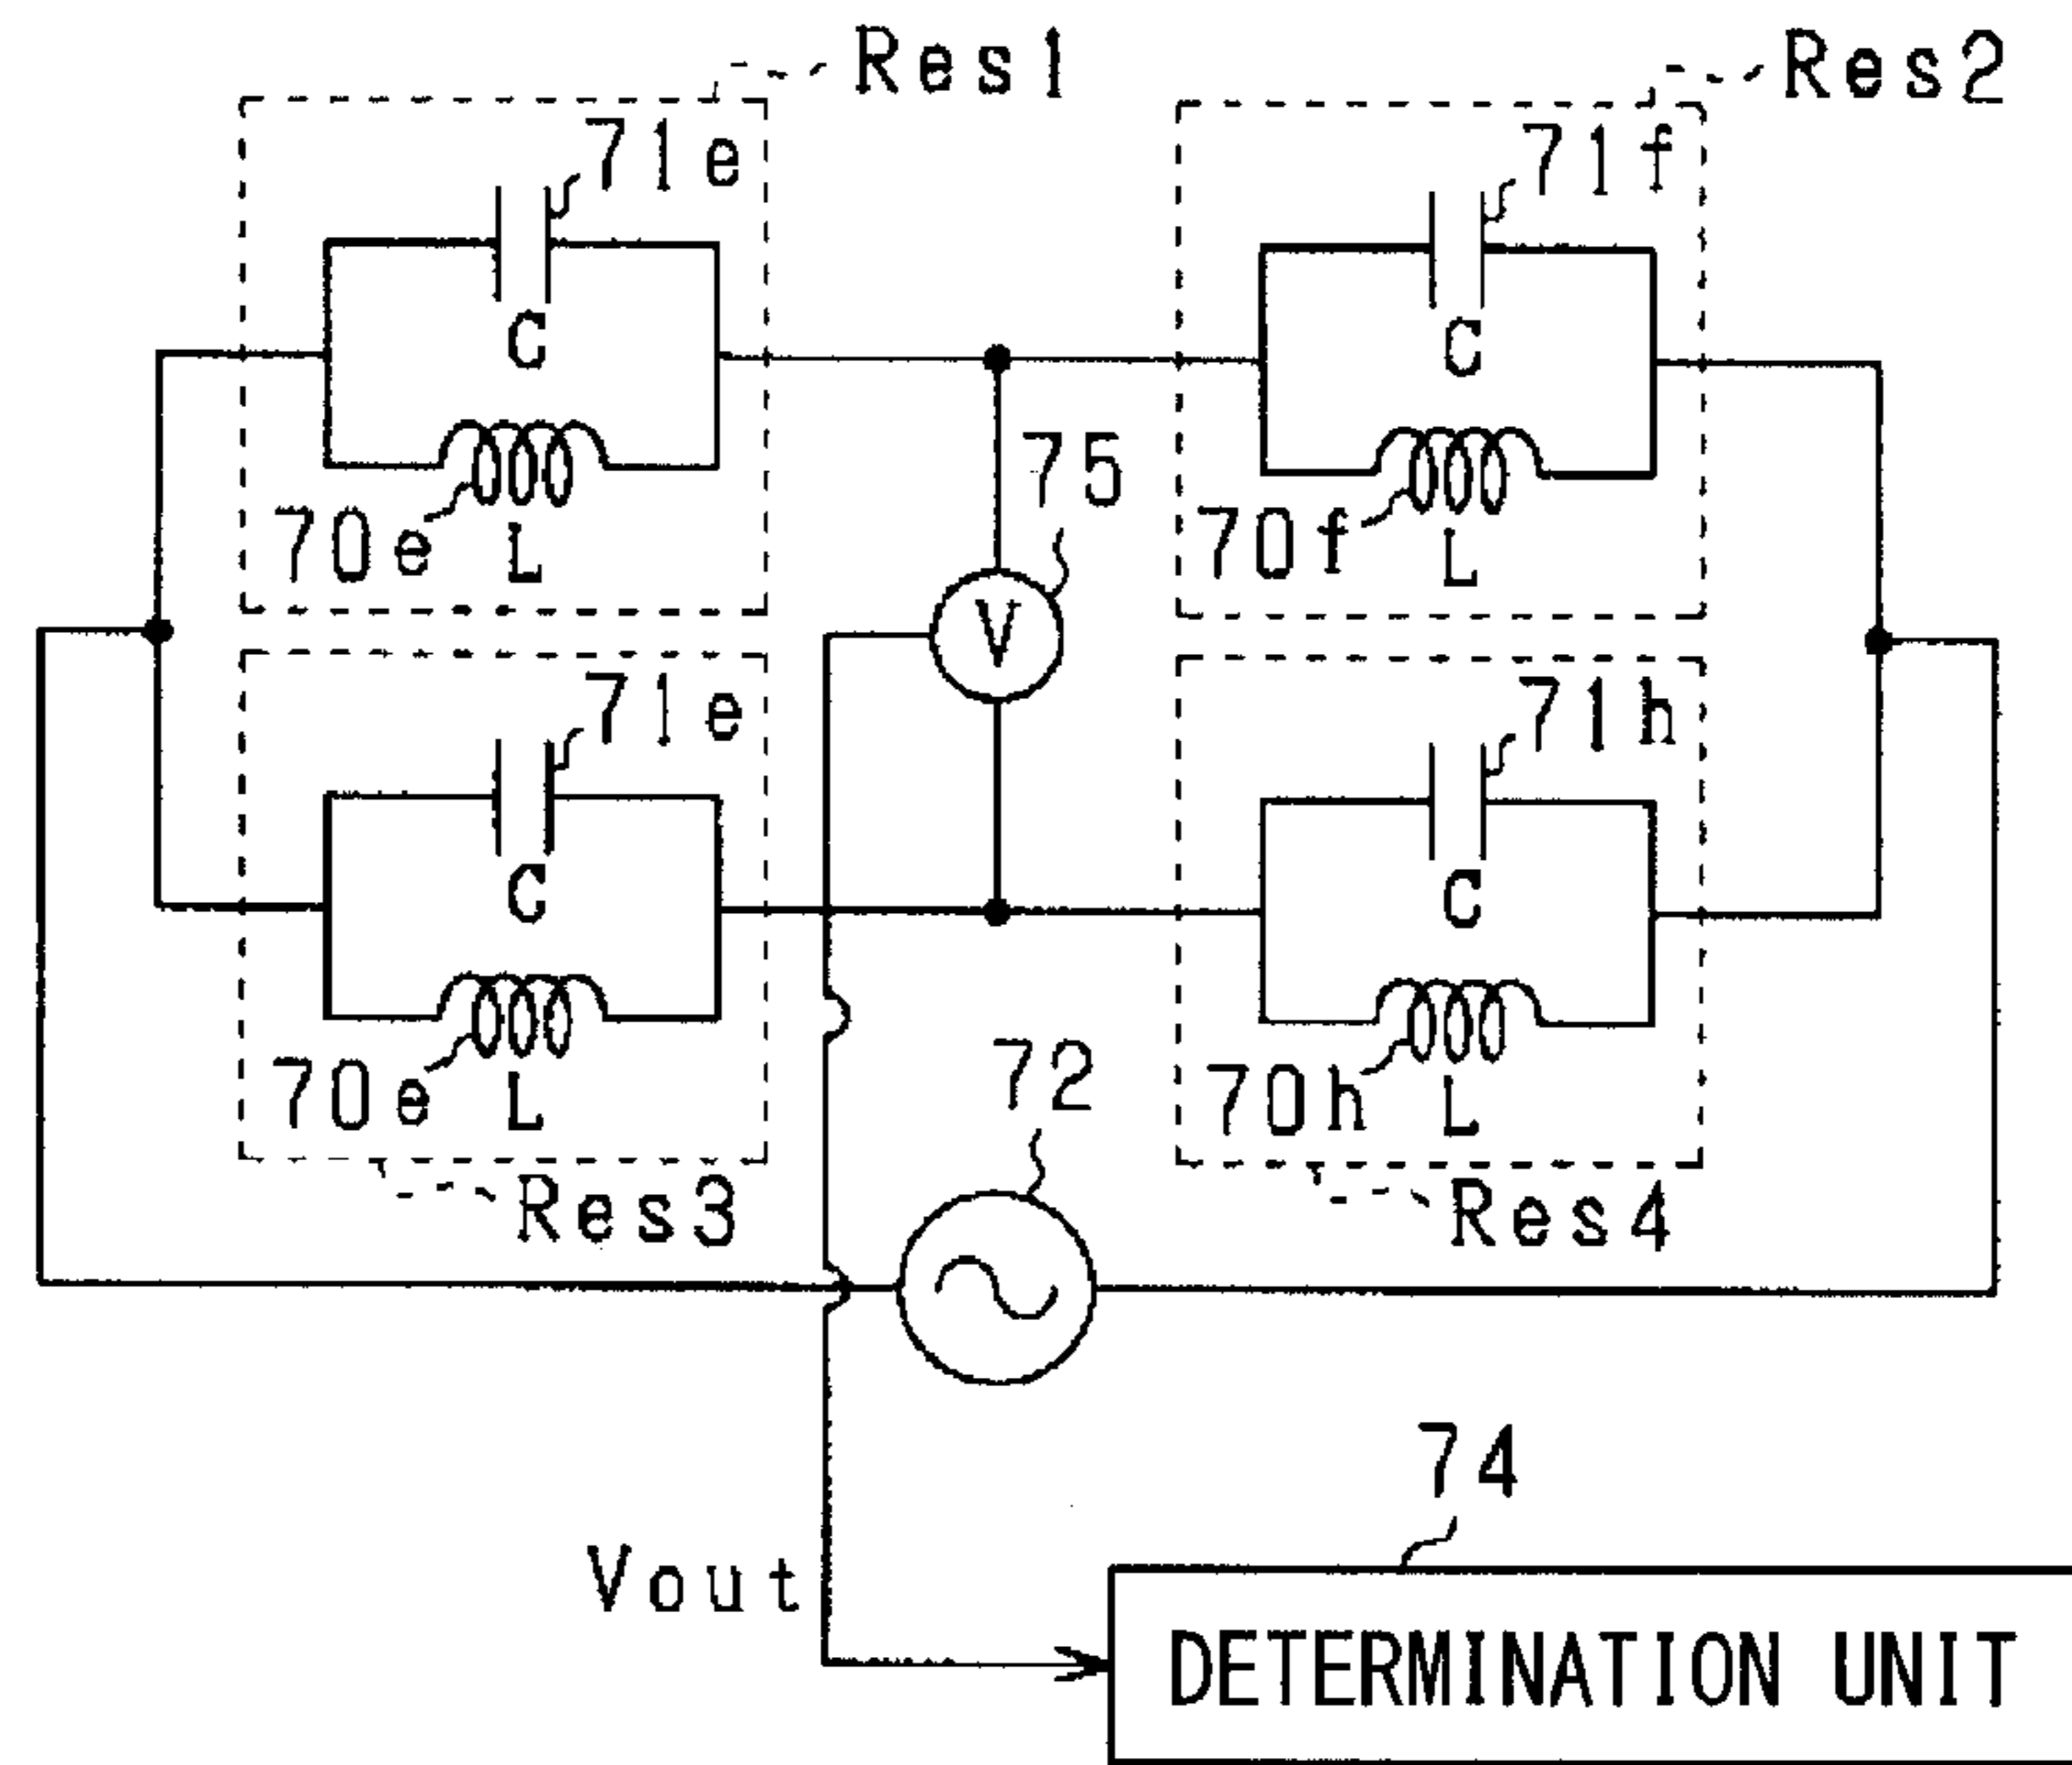 Res1
Res2
71e
71f
C
C
75
70e
L
70f
L
V
71e
71h
C
C
70e
L
72
70h
L
Res3
Res4
74
Vout
DETERMINATION UNIT